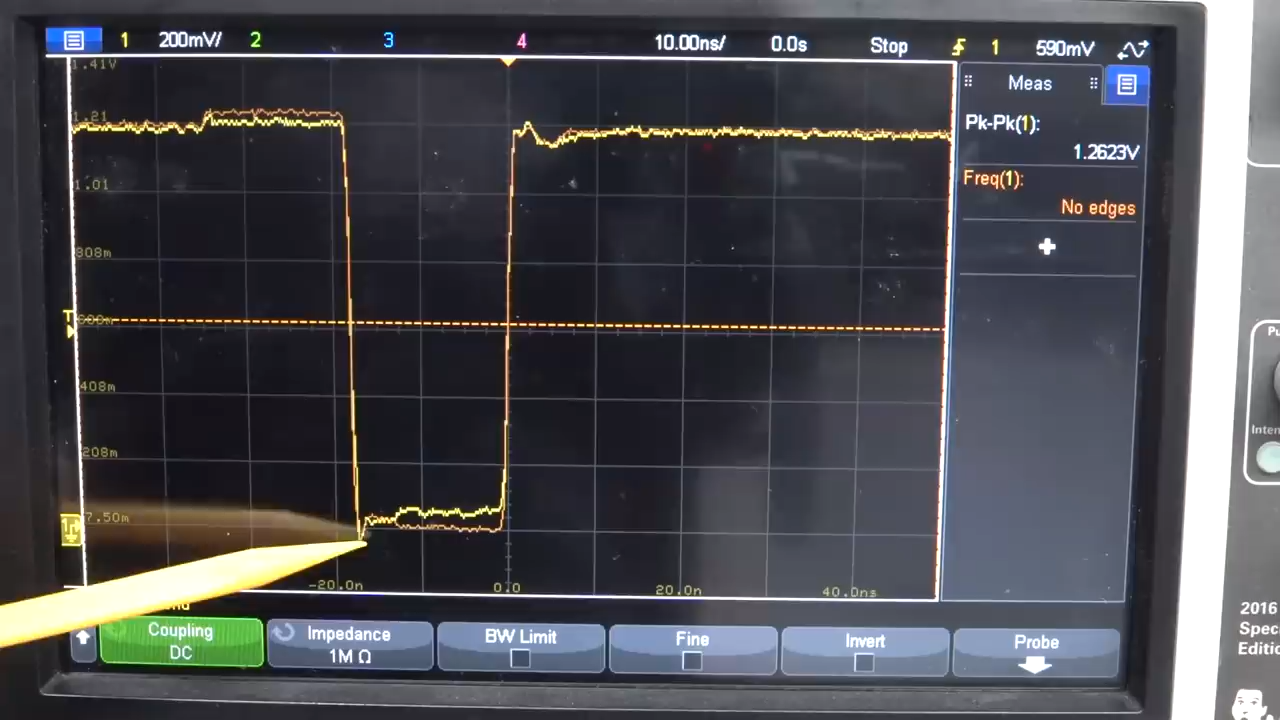 1 200mV/ 2 3 4 10.00ns/ 0.0s Stop 1 590mV
1.41V
1.21
1.01
808m
608m
408m
208m
7.50m
-20.0n 0.0 20.0n 40.0ns
T
Meas
Pk-Pk(1):
1.2623V
Freq(1):
No edges
Coupling
DC
Impedance
1M Ω
BW Limit
Fine
Invert
Probe
2016